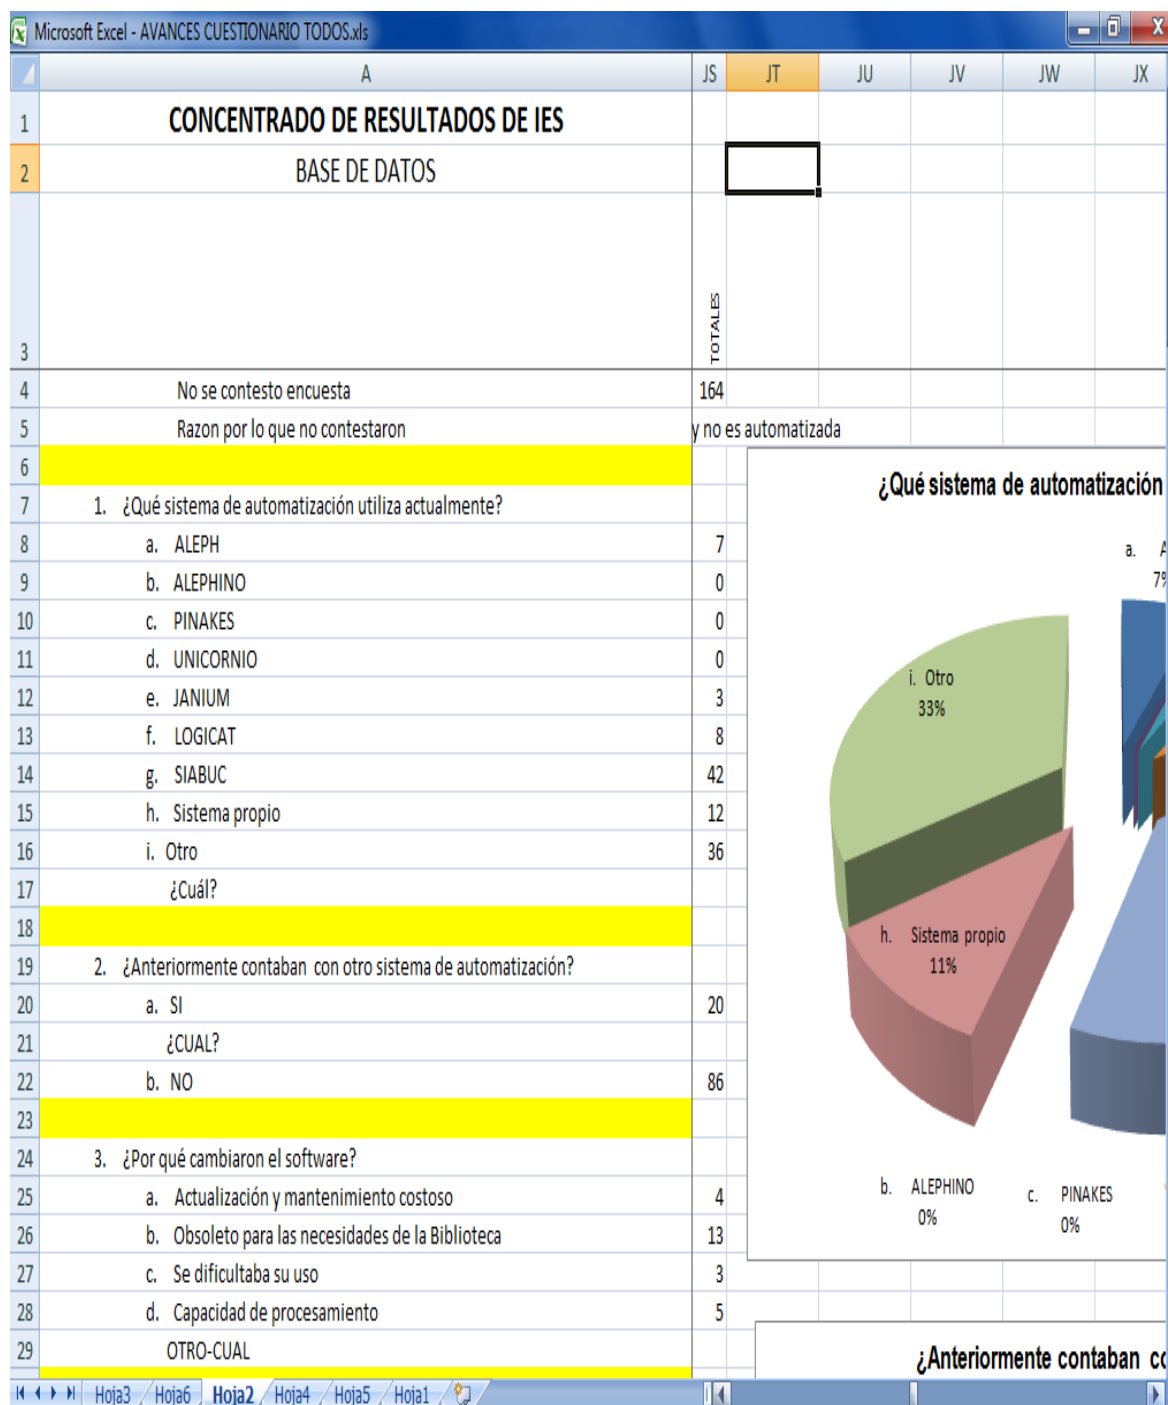 Microsoft Excel - AVANCES CUESTIONARIO TODOS.xls
A JS JT JU JV JW JX
1 CONCENTRADO DE RESULTADOS DE IES
2 BASE DE DATOS
3 TOTALES
4 No se contesto encuesta 164
5 Razon por lo que no contestaron y no es automatizada
6
7 1. ¿Qué sistema de automatización utiliza actualmente?
8 a. ALEPH 7
9 b. ALEPHINO 0
10 c. PINAKES 0
11 d. UNICORNIO 0
12 e. JANIUM 3
13 f. LOGICAT 8
14 g. SIABUC 42
15 h. Sistema propio 12
16 i. Otro 36
17 ¿Cuál?
18
19 2. ¿Anteriormente contaban con otro sistema de automatización?
20 a. SI 20
21 ¿CUAL?
22 b. NO 86
23
24 3. ¿Por qué cambiaron el software?
25 a. Actualización y mantenimiento costoso 4
26 b. Obsoleto para las necesidades de la Biblioteca 13
27 c. Se dificultaba su uso 3
28 d. Capacidad de procesamiento 5
29 OTRO-CUAL
¿Qué sistema de automatización
a. A
7%
i. Otro
33%
h. Sistema propio
11%
b. ALEPHINO
0%
c. PINAKES
0%
¿Anteriormente contaban co
Hoja3 Hoja6 Hoja2 Hoja4 Hoja5 Hoja1